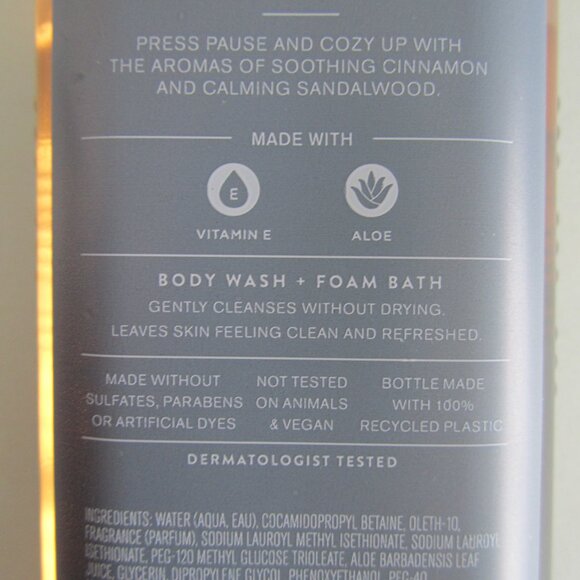 PRESS PAUSE AND COZY UP WITH
THE AROMAS OF SOOTHING CINNAMON
AND CALMING SANDALWOOD.
MADE WITH
E
VITAMIN E
ALOE
BODY WASH + FOAM BATH
GENTLY CLEANSES WITHOUT DRYING.
LEAVES SKIN FEELING CLEAN AND REFRESHED.
MADE WITHOUT
SULFATES, PARABENS
OR ARTIFICIAL DYES
NOT TESTED
ON ANIMALS
& VEGAN
BOTTLE MADE
WITH 100%
RECYCLED PLASTIC
DERMATOLOGIST TESTED
INGREDIENTS: WATER (AQUA, EAU), COCAMIDOPROPYL BETAINE, OLETH-10,
FRAGRANCE (PARFUM), SODIUM LAUROYL METHYL ISETHIONATE, SODIUM LAUROYL
ISETHIONATE, PEG-120 METHYL GLUCOSE TRIOLEATE, ALOE BARBADENSIS LEAF
JUICE, GLYCERIN, DIPROPYLENE GLYCOL, PHENOXYETHANOL,